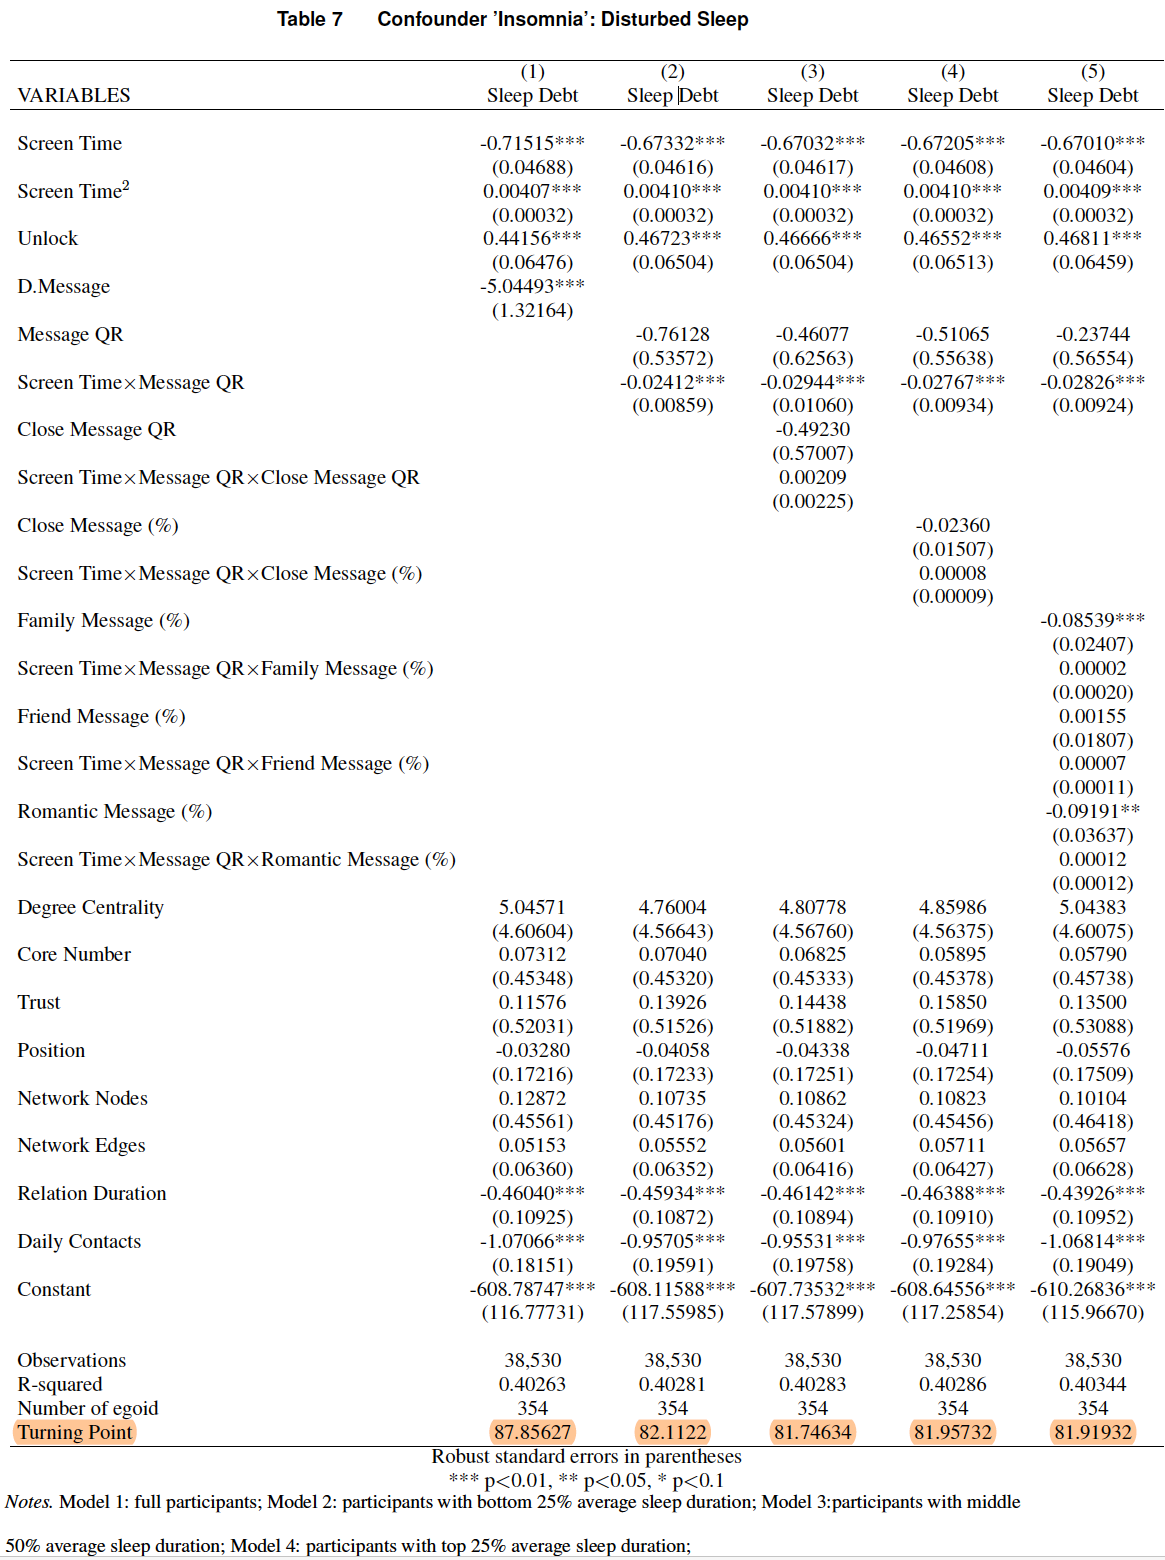 Table 7 Confounder ’Insomnia’: Disturbed Sleep
(1) (2) (3) (4) (5)
VARIABLES Sleep Debt Sleep Debt Sleep Debt Sleep Debt Sleep Debt
Screen Time -0.71515*** -0.67332*** -0.67032*** -0.67205*** -0.67010***
(0.04688) (0.04616) (0.04617) (0.04608) (0.04604)
Screen Time² 0.00407*** 0.00410*** 0.00410*** 0.00410*** 0.00409***
(0.00032) (0.00032) (0.00032) (0.00032) (0.00032)
Unlock 0.44156*** 0.46723*** 0.46666*** 0.46552*** 0.46811***
(0.06476) (0.06504) (0.06504) (0.06513) (0.06459)
D.Message -5.04493***
(1.32164)
Message QR -0.76128 -0.46077 -0.51065 -0.23744
(0.53572) (0.62563) (0.55638) (0.56554)
Screen Time×Message QR -0.02412*** -0.02944*** -0.02767*** -0.02826***
(0.00859) (0.01060) (0.00934) (0.00924)
Close Message QR -0.49230
(0.57007)
Screen Time×Message QR×Close Message QR 0.00209
(0.00225)
Close Message (%) -0.02360
(0.01507)
Screen Time×Message QR×Close Message (%) 0.00008
(0.00009)
Family Message (%) -0.08539***
(0.02407)
Screen Time×Message QR×Family Message (%) 0.00002
(0.00020)
Friend Message (%) 0.00155
(0.01807)
Screen Time×Message QR×Friend Message (%) 0.00007
(0.00011)
Romantic Message (%) -0.09191**
(0.03637)
Screen Time×Message QR×Romantic Message (%) 0.00012
(0.00012)
Degree Centrality 5.04571 4.76004 4.80778 4.85986 5.04383
(4.60604) (4.56643) (4.56760) (4.56375) (4.60075)
Core Number 0.07312 0.07040 0.06825 0.05895 0.05790
(0.45348) (0.45320) (0.45333) (0.45378) (0.45738)
Trust 0.11576 0.13926 0.14438 0.15850 0.13500
(0.52031) (0.51526) (0.51882) (0.51969) (0.53088)
Position -0.03280 -0.04058 -0.04338 -0.04711 -0.05576
(0.17216) (0.17233) (0.17251) (0.17254) (0.17509)
Network Nodes 0.12872 0.10735 0.10862 0.10823 0.10104
(0.45561) (0.45176) (0.45324) (0.45456) (0.46418)
Network Edges 0.05153 0.05552 0.05601 0.05711 0.05657
(0.06360) (0.06352) (0.06416) (0.06427) (0.06628)
Relation Duration -0.46040*** -0.45934*** -0.46142*** -0.46388*** -0.43926***
(0.10925) (0.10872) (0.10894) (0.10910) (0.10952)
Daily Contacts -1.07066*** -0.95705*** -0.95531*** -0.97655*** -1.06814***
(0.18151) (0.19591) (0.19758) (0.19284) (0.19049)
Constant -608.78747*** -608.11588*** -607.73532*** -608.64556*** -610.26836***
(116.77731) (117.55985) (117.57899) (117.25854) (115.96670)
Observations 38,530 38,530 38,530 38,530 38,530
R-squared 0.40263 0.40281 0.40283 0.40286 0.40344
Number of egoid 354 354 354 354 354
Turning Point 87.85627 82.1122 81.74634 81.95732 81.91932
Robust standard errors in parentheses
*** p<0.01, ** p<0.05, * p<0.1
Notes. Model 1: full participants; Model 2: participants with bottom 25% average sleep duration; Model 3:participants with middle
50% average sleep duration; Model 4: participants with top 25% average sleep duration;